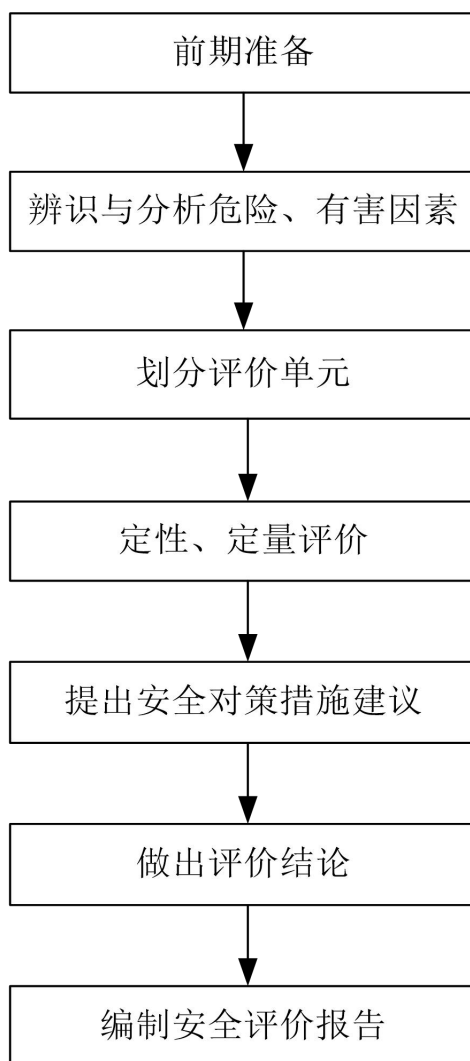 前期准备
辨识与分析危险、有害因素
划分评价单元
定性、定量评价
提出安全对策措施建议
做出评价结论
编制安全评价报告